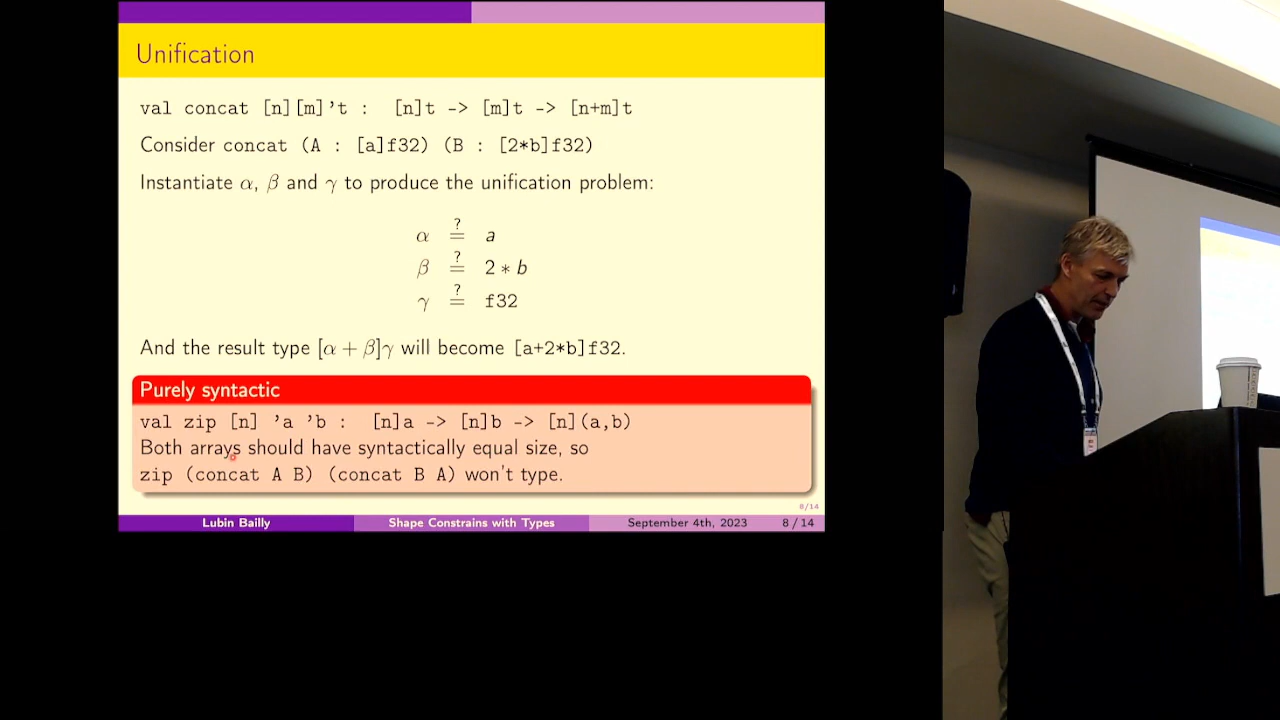 Unification
val concat [n][m]'t : [n]t -> [m]t -> [n+m]t
Consider concat (A : [a]f32) (B : [2*b]f32)
Instantiate α, β and γ to produce the unification problem:
α ≟ a
β ≟ 2 * b
γ ≟ f32
And the result type [α + β]γ will become [a+2*b]f32.
Purely syntactic
val zip [n] 'a 'b : [n]a -> [n]b -> [n](a,b)
Both arrays should have syntactically equal size, so
zip (concat A B) (concat B A) won't type.
8/14
Lubin Bailly Shape Constrains with Types September 4th, 2023 8 / 14